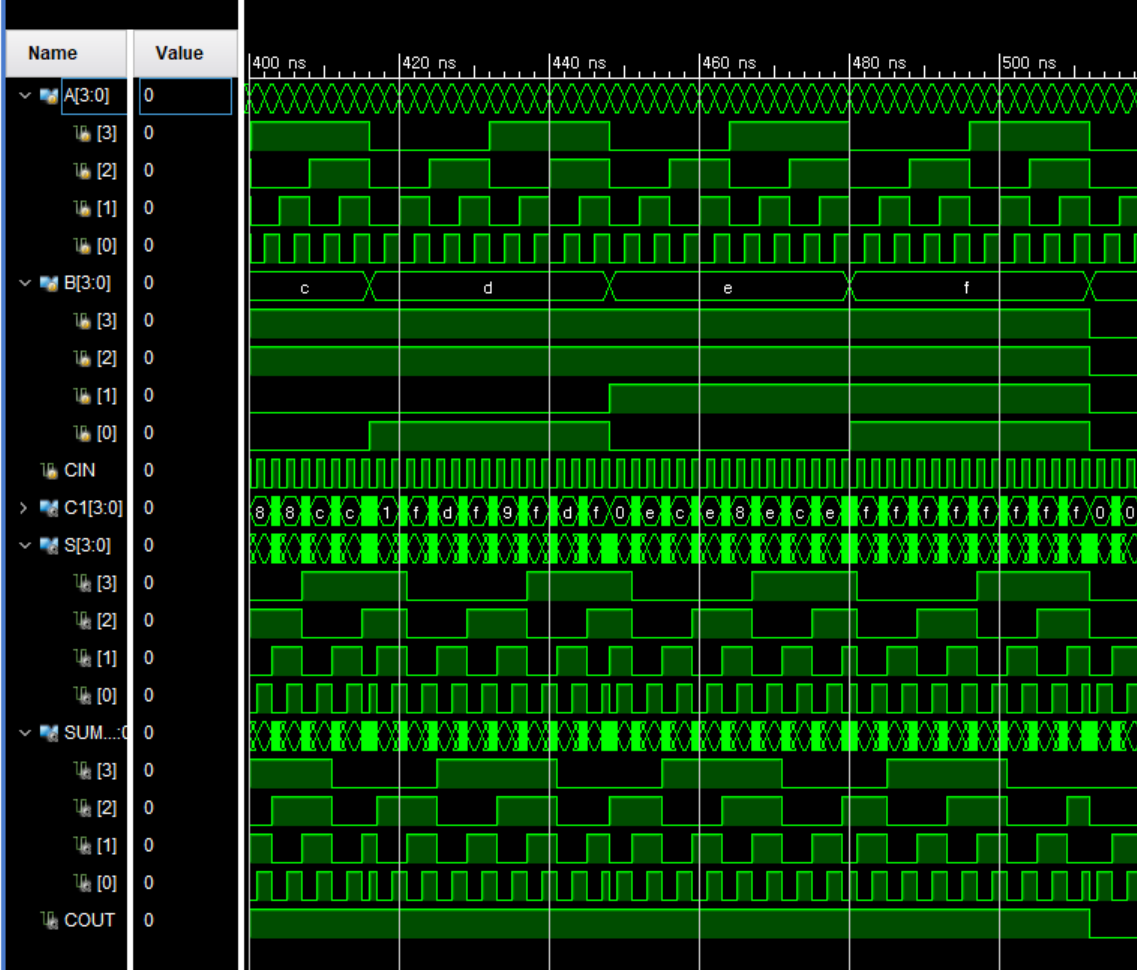 Name Value
400 ns 420 ns 440 ns 460 ns 480 ns 500 ns
A[3:0] 0
[3] 0
[2] 0
[1] 0
[0] 0
B[3:0] 0 c d e f
[3] 0
[2] 0
[1] 0
[0] 0
CIN 0
C1[3:0] 0 8 8 c c 1 f d f 9 f d f 0 e c e 8 e c e f f f f f f f f 0 0
S[3:0] 0
[3] 0
[2] 0
[1] 0
[0] 0
SUM...:0 0
[3] 0
[2] 0
[1] 0
[0] 0
COUT 0